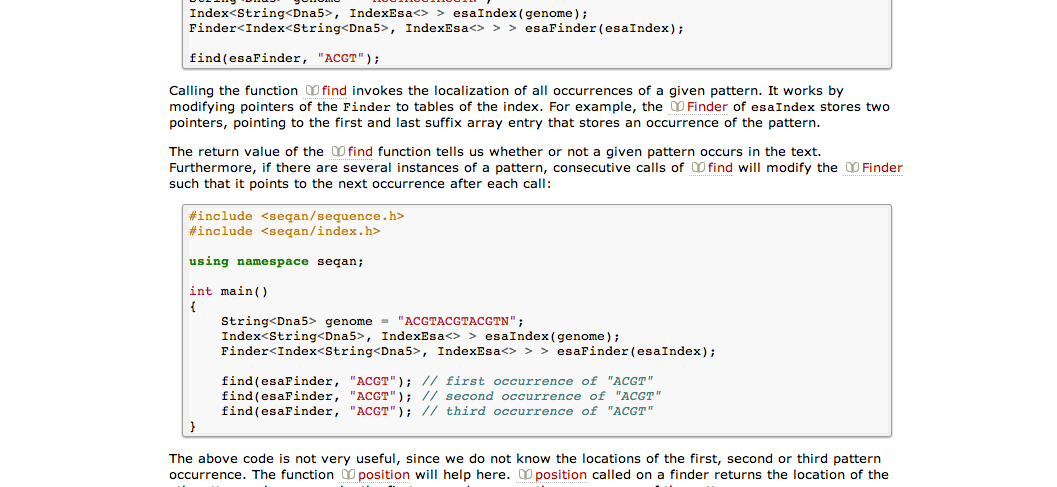 Index<String<Dna5>, IndexEsa<> > esaIndex(genome);
Finder<Index<String<Dna5>, IndexEsa<> > > esaFinder(esaIndex);
find(esaFinder, "ACGT");
Calling the function find invokes the localization of all occurrences of a given pattern. It works by
modifying pointers of the Finder to tables of the index. For example, the Finder of esaIndex stores two
pointers, pointing to the first and last suffix array entry that stores an occurrence of the pattern.
The return value of the find function tells us whether or not a given pattern occurs in the text.
Furthermore, if there are several instances of a pattern, consecutive calls of find will modify the Finder
such that it points to the next occurrence after each call:
#include <seqan/sequence.h>
#include <seqan/index.h>
using namespace seqan;
int main()
{
String<Dna5> genome = "ACGTACGTACGTN";
Index<String<Dna5>, IndexEsa<> > esaIndex(genome);
Finder<Index<String<Dna5>, IndexEsa<> > > esaFinder(esaIndex);
find(esaFinder, "ACGT"); // first occurrence of "ACGT"
find(esaFinder, "ACGT"); // second occurrence of "ACGT"
find(esaFinder, "ACGT"); // third occurrence of "ACGT"
}
The above code is not very useful, since we do not know the locations of the first, second or third pattern
occurrence. The function position will help here. position called on a finder returns the location of the